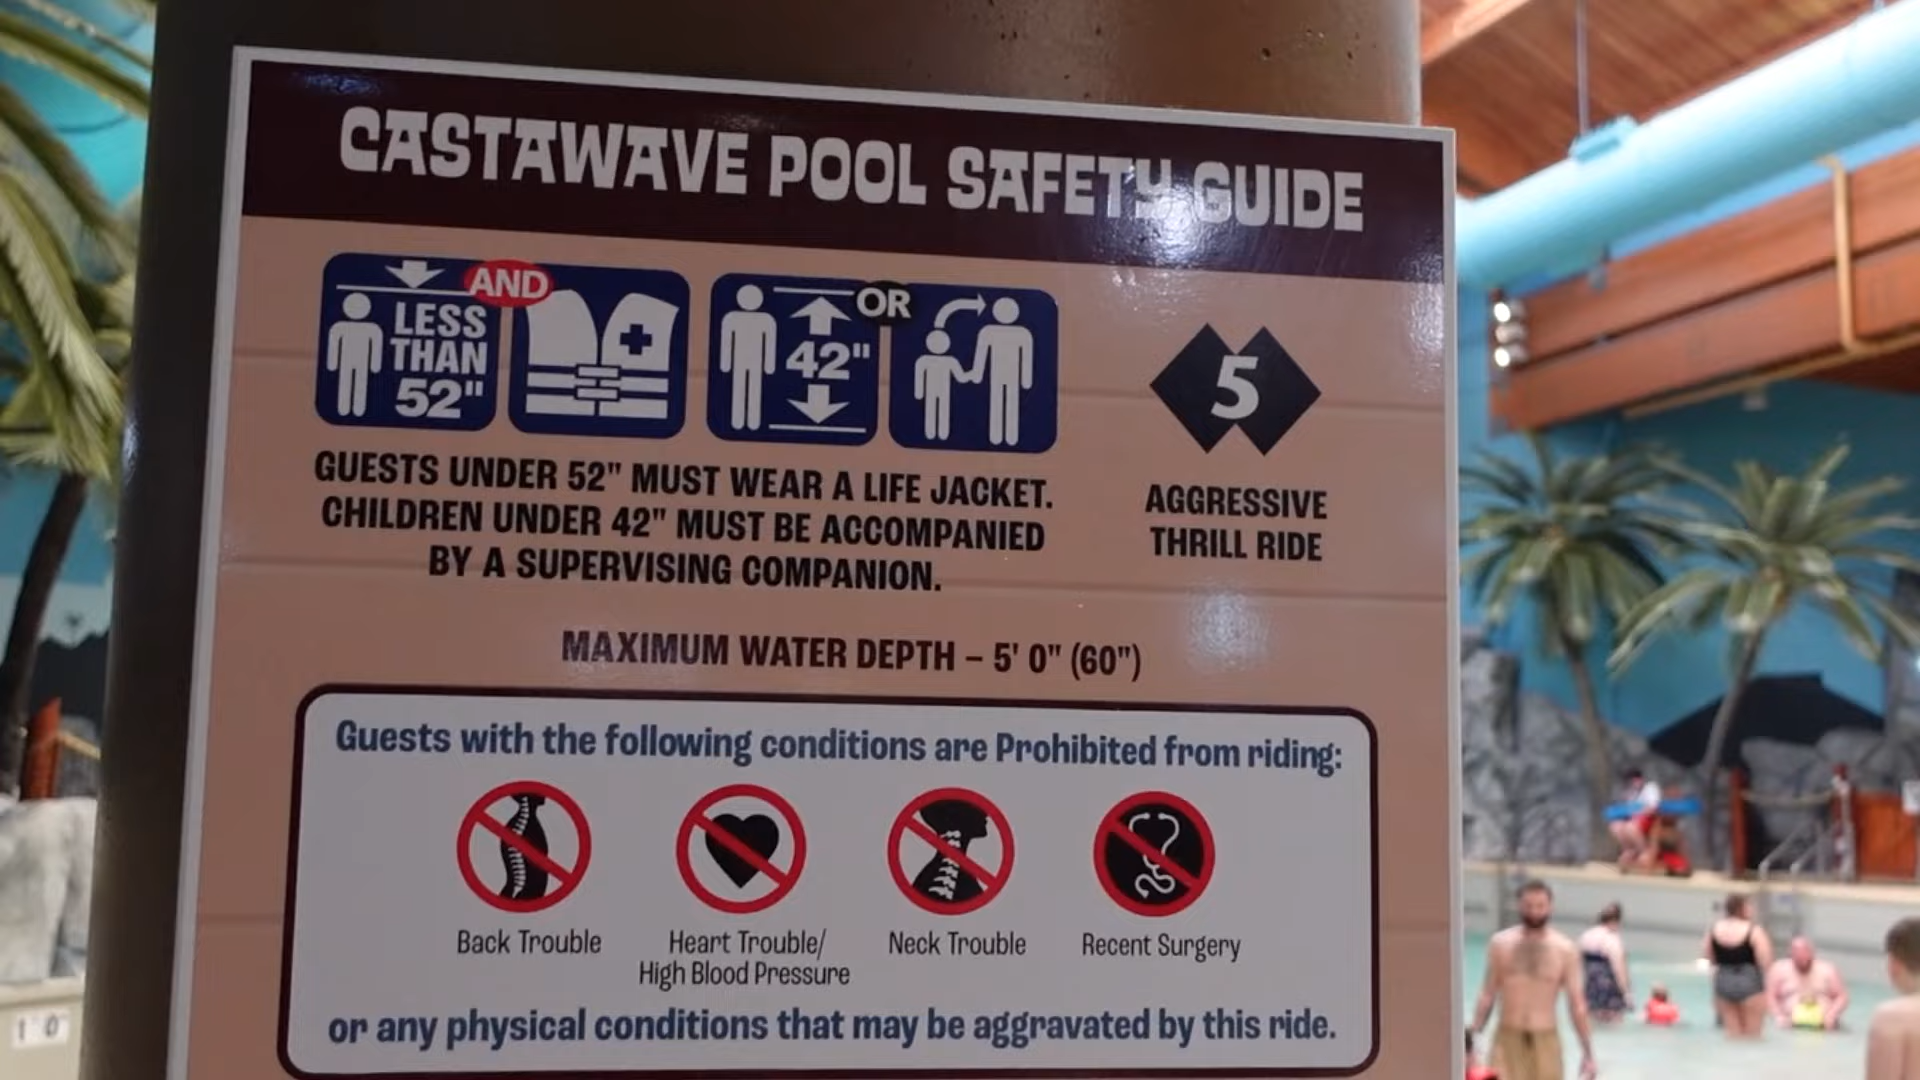 CASTAWAVE POOL SAFETY GUIDE
AND
LESS
THAN
52"
OR
42"
5
GUESTS UNDER 52" MUST WEAR A LIFE JACKET.
CHILDREN UNDER 42" MUST BE ACCOMPANIED
BY A SUPERVISING COMPANION.
AGGRESSIVE
THRILL RIDE
MAXIMUM WATER DEPTH – 5' 0" (60")
Guests with the following conditions are Prohibited from riding:
Back Trouble
Heart Trouble/
High Blood Pressure
Neck Trouble
Recent Surgery
or any physical conditions that may be aggravated by this ride.
1 0